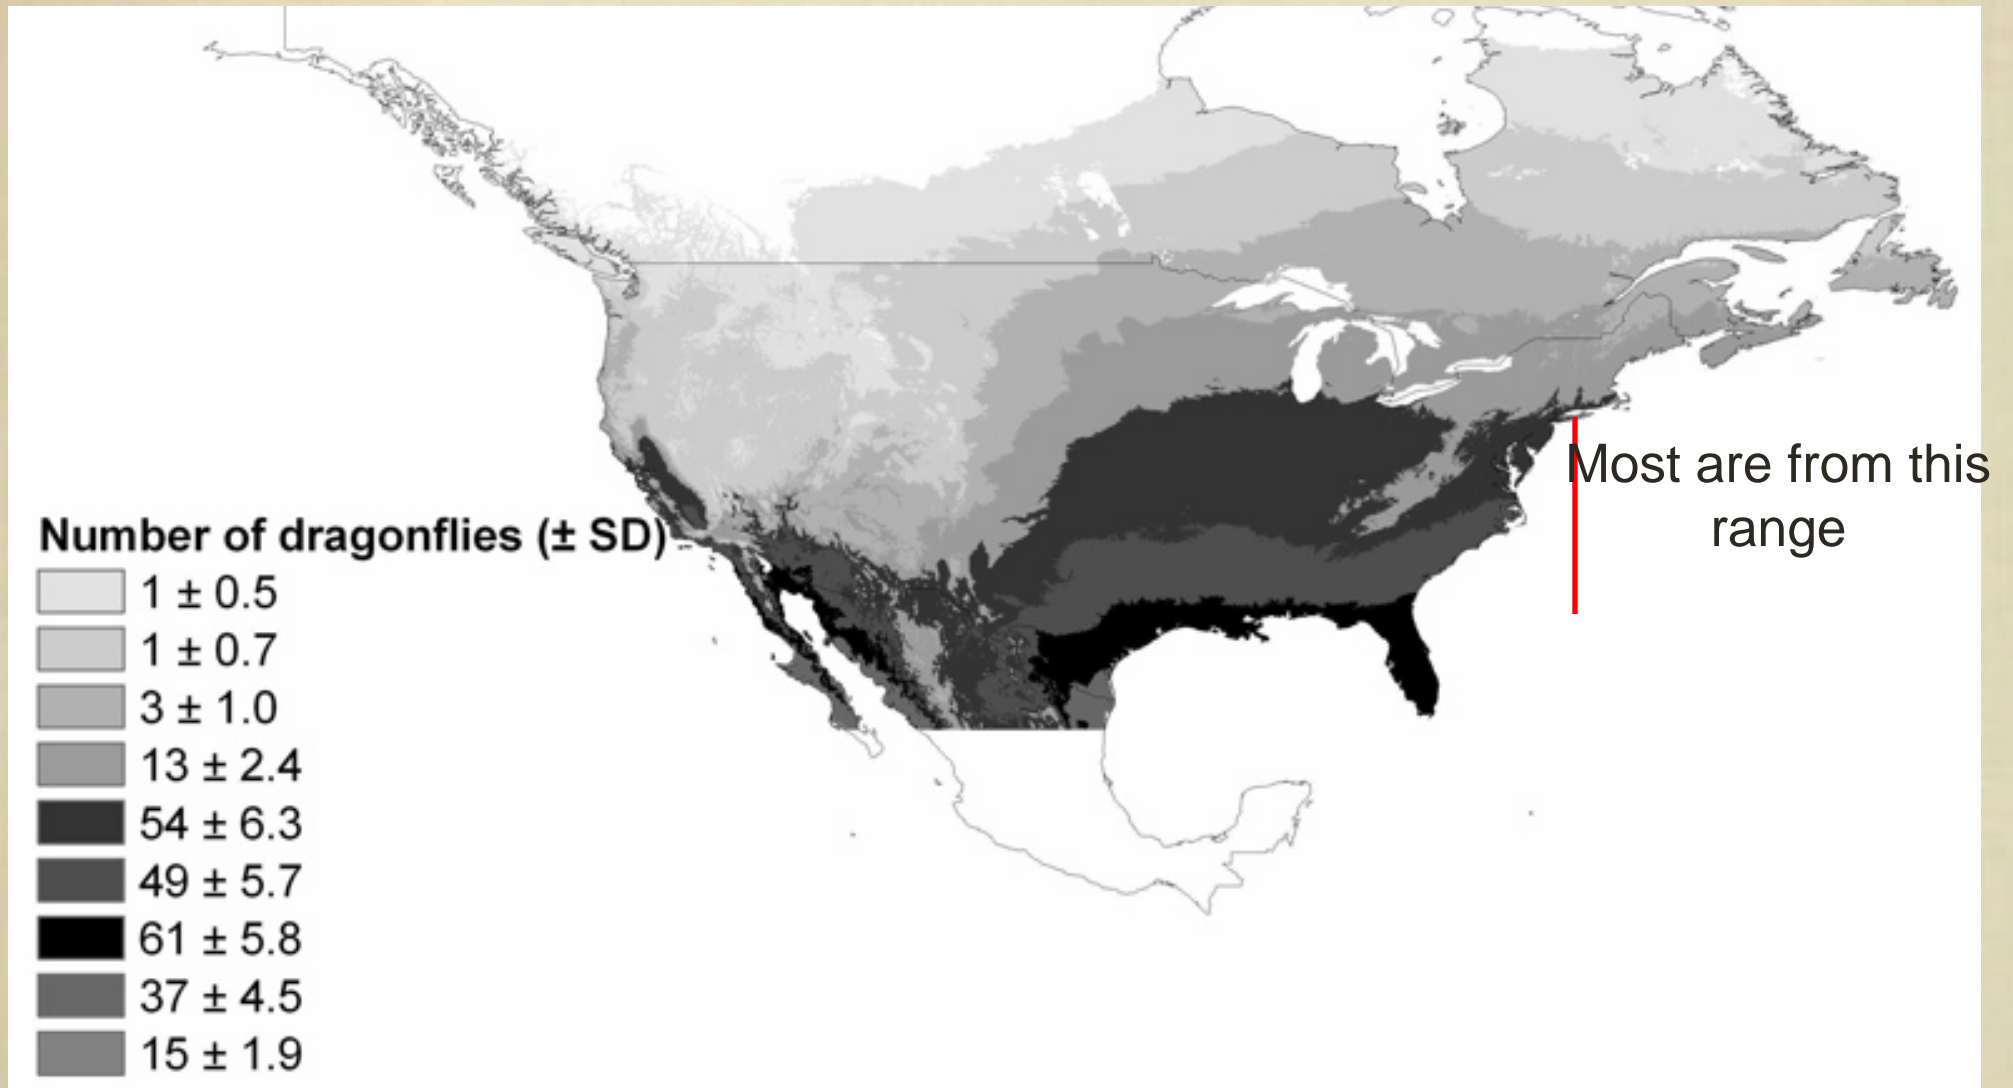 Most are from this
range
Number of dragonflies (± SD)
1 ± 0.5
1 ± 0.7
3 ± 1.0
13 ± 2.4
54 ± 6.3
49 ± 5.7
61 ± 5.8
37 ± 4.5
15 ± 1.9